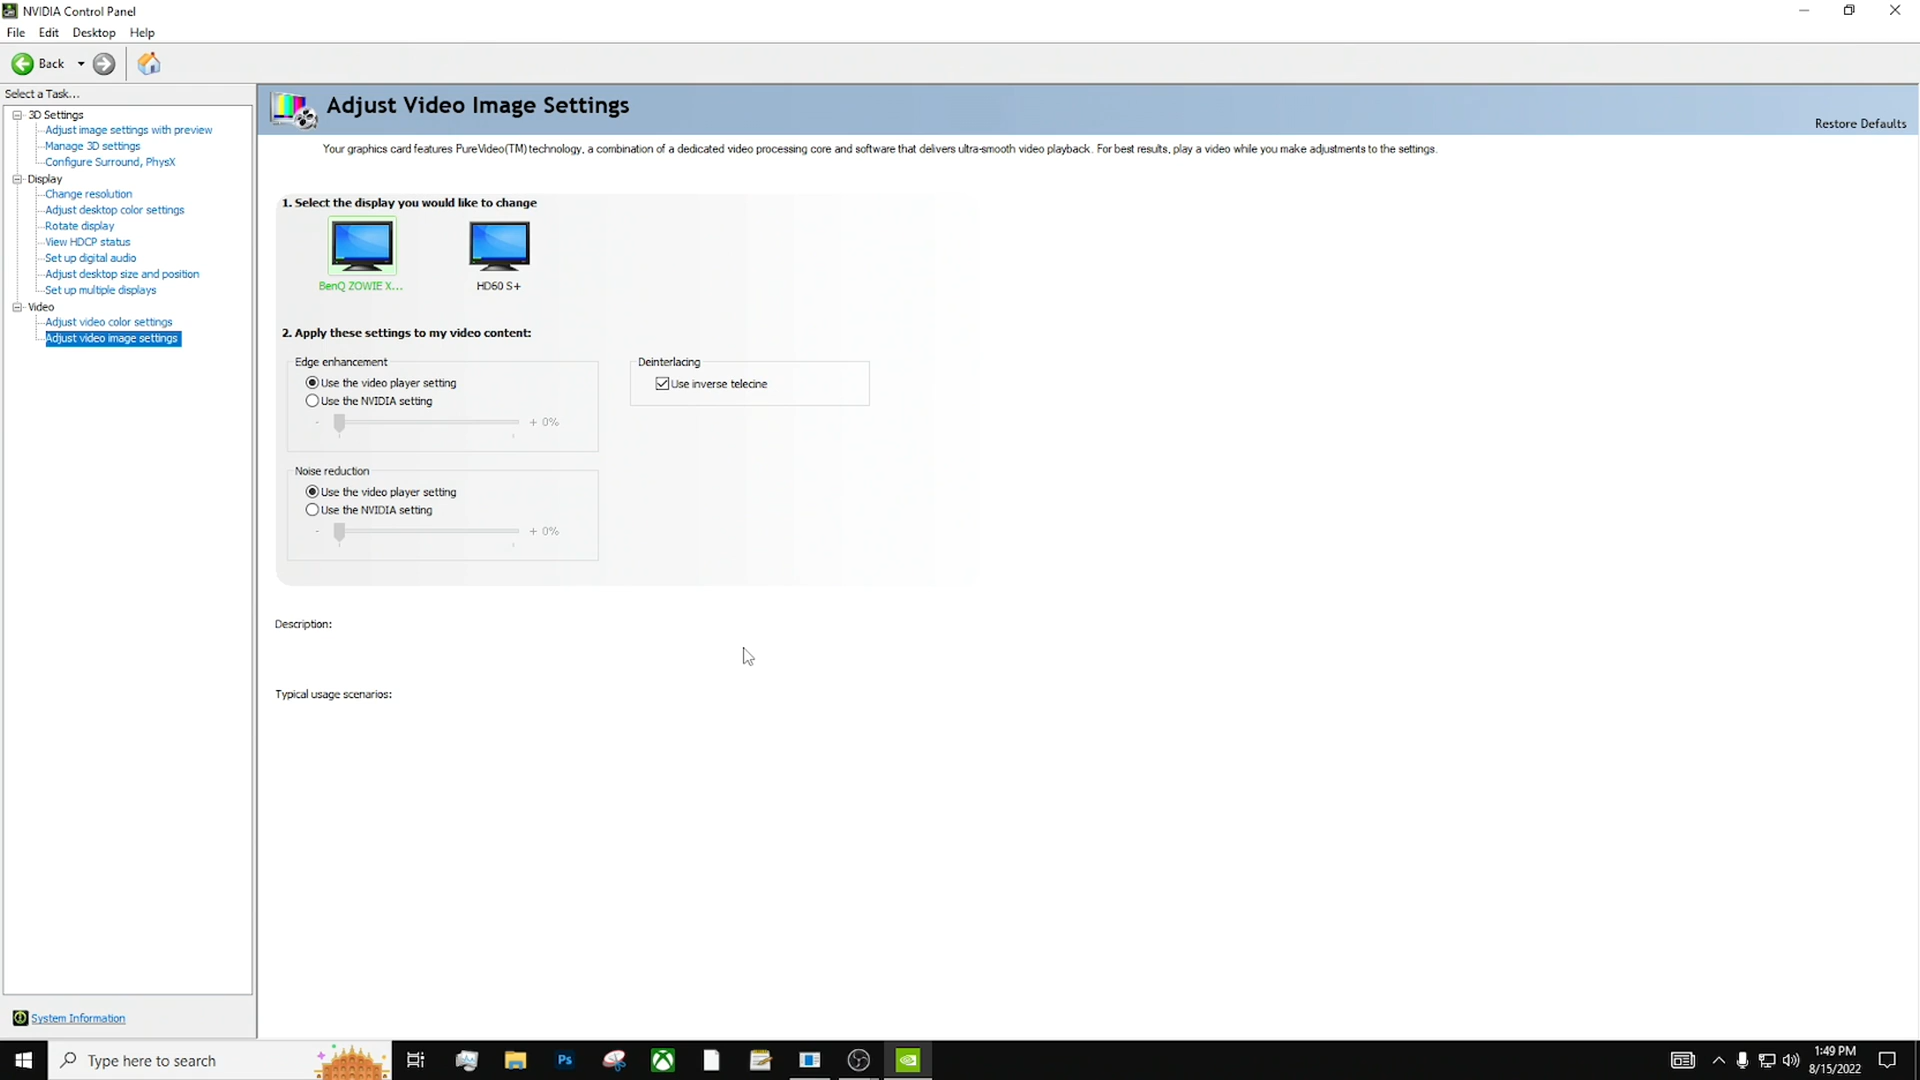 NVIDIA Control Panel
File Edit Desktop Help
Back
Select a Task...
3D Settings
Adjust image settings with preview
Manage 3D settings
Configure Surround, PhysX
Display
Change resolution
Adjust desktop color settings
Rotate display
View HDCP status
Set up digital audio
Adjust desktop size and position
Set up multiple displays
Video
Adjust video color settings
Adjust video image settings
System Information
Adjust Video Image Settings
Restore Defaults
Your graphics card features PureVideo(TM) technology, a combination of a dedicated video processing core and software that delivers ultra-smooth video playback. For best results, play a video while you make adjustments to the settings.
1. Select the display you would like to change
BenQ ZOWIE X... HD60 S+
2. Apply these settings to my video content:
Edge enhancement
Use the video player setting
Use the NVIDIA setting
- + 0%
Deinterlacing
Use inverse telecine
Noise reduction
Use the video player setting
Use the NVIDIA setting
- + 0%
Description:
Typical usage scenarios:
Type here to search
Ps
1:49 PM
8/15/2022